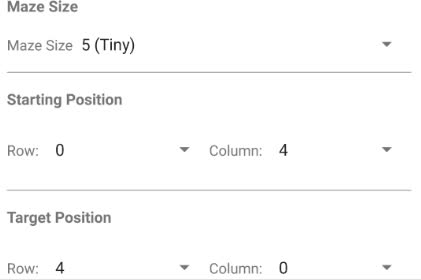 Maze Size
Maze Size 5 (Tiny)
Starting Position
Row: 0 Column: 4
Target Position
Row: 4 Column: 0